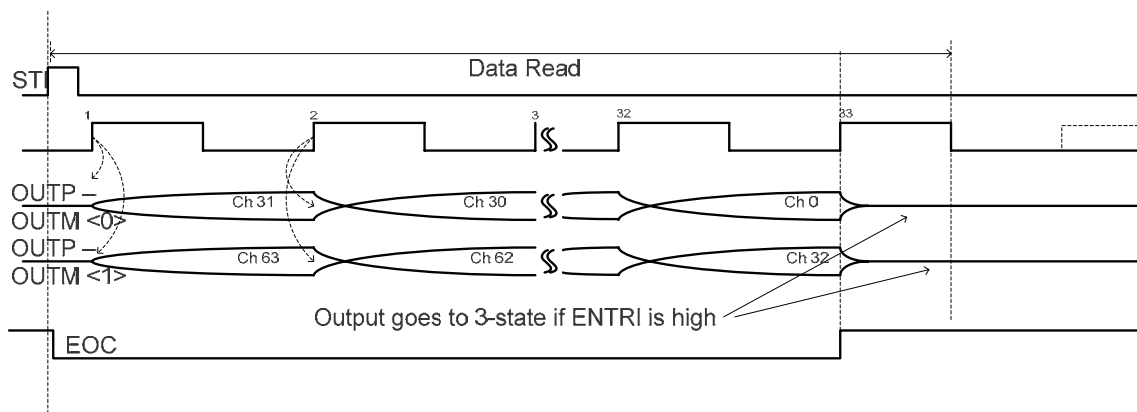 Data Read
STI
1 2 3 32 33
OUTP –
Ch 31 Ch 30 Ch 0
OUTM <0>
OUTP –
Ch 63 Ch 62 Ch 32
OUTM <1>
Output goes to 3-state if ENTRI is high
EOC